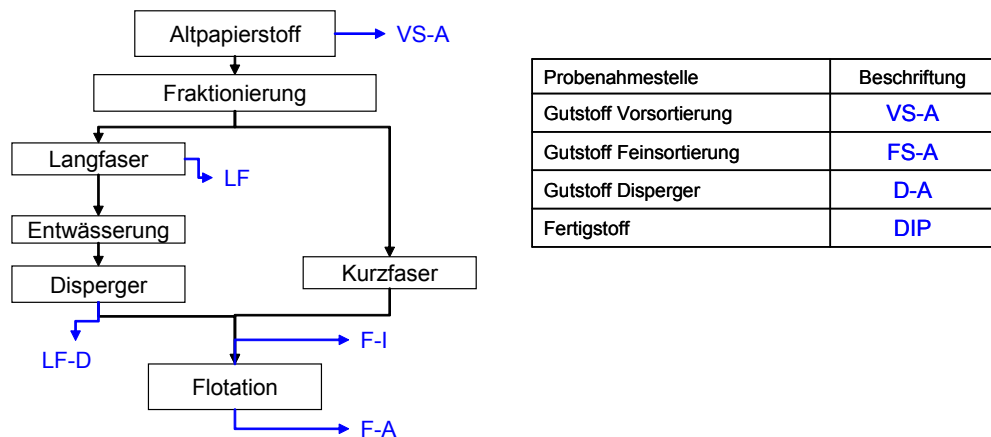 Altpapierstoff
VS-A
Fraktionierung
Langfaser
LF
Entwässerung
Disperger
Kurzfaser
LF-D
F-I
Flotation
F-A
Probenahmestelle Beschriftung
Gutstoff Vorsortierung VS-A
Gutstoff Feinsortierung FS-A
Gutstoff Disperger D-A
Fertigstoff DIP